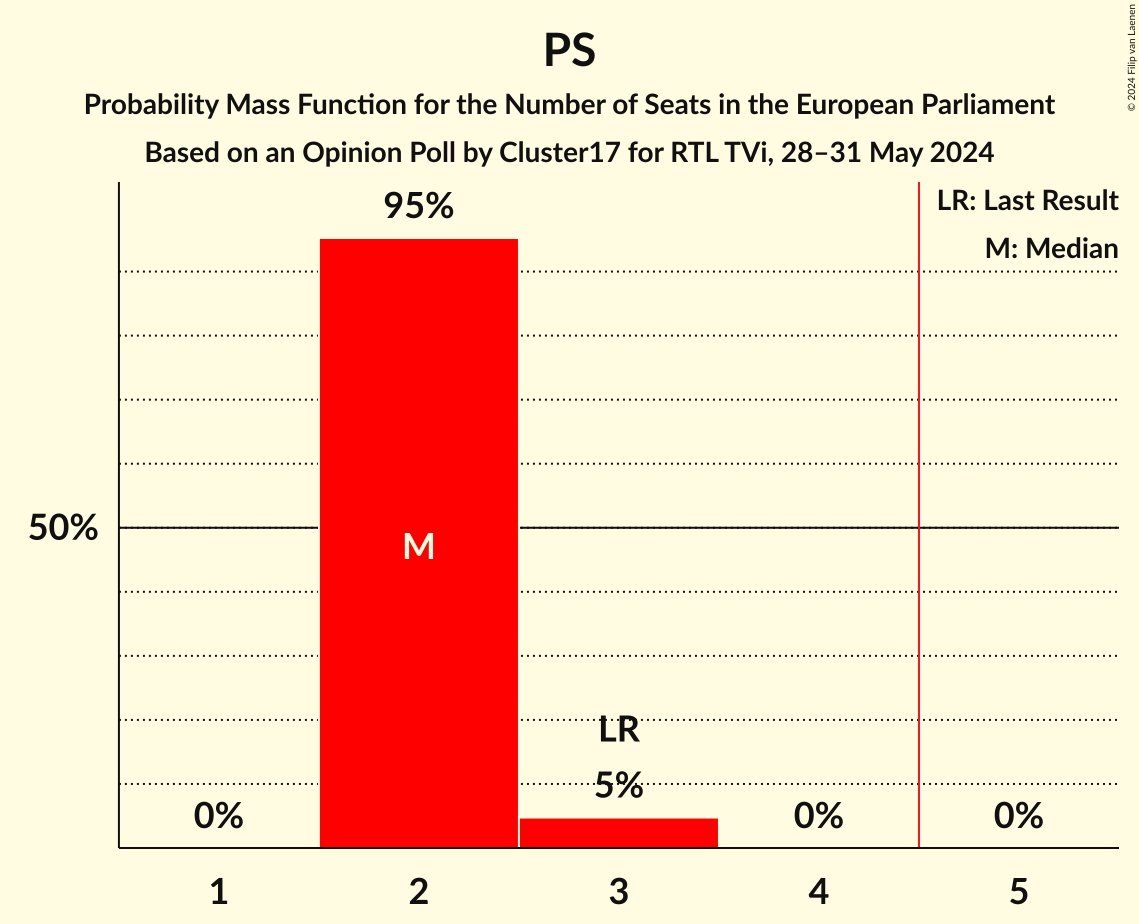 PS
Probability Mass Function for the Number of Seats in the European Parliament
Based on an Opinion Poll by Cluster17 for RTL TVi, 28–31 May 2024
© 2024 Filip van Laenen
LR: Last Result
M: Median
95%
50%
M
LR
5%
0%
0%
0%
1
2
3
4
5